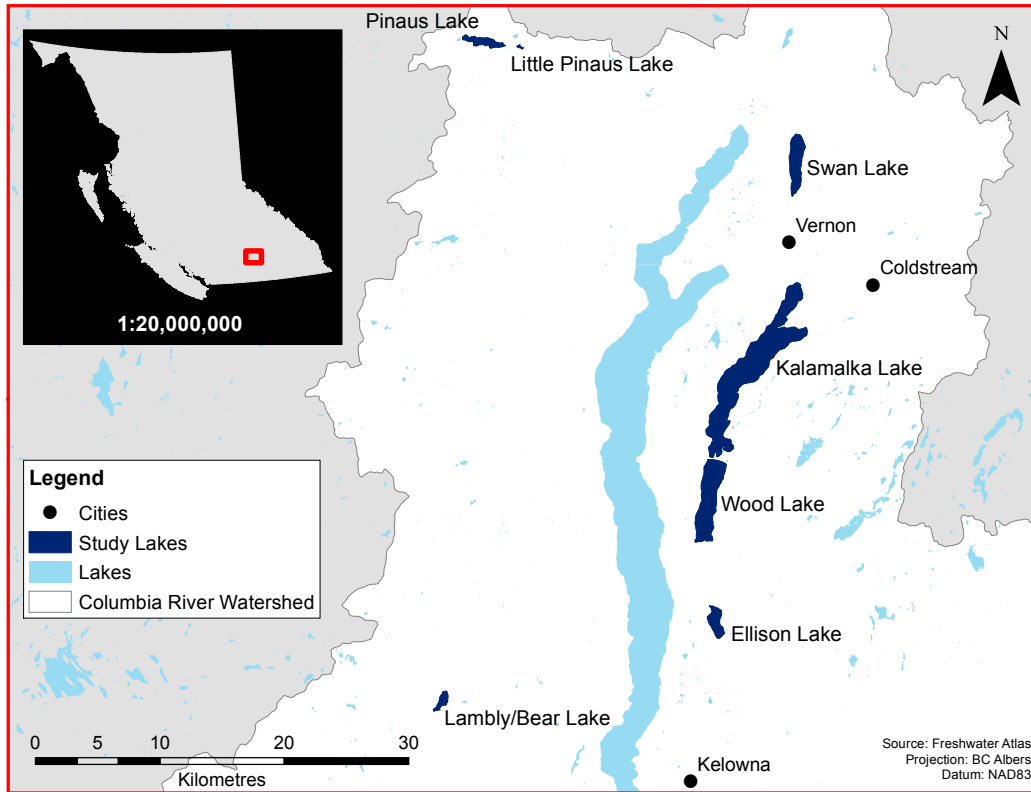 Pinaus Lake
Little Pinaus Lake
N
Swan Lake
Vernon
Coldstream
1:20,000,000
Kalamalka Lake
Legend
Cities
Study Lakes
Lakes
Columbia River Watershed
Wood Lake
Ellison Lake
Lambly/Bear Lake
0 5 10 20 30
Kilometres
Kelowna
Source: Freshwater Atlas
Projection: BC Albers
Datum: NAD83